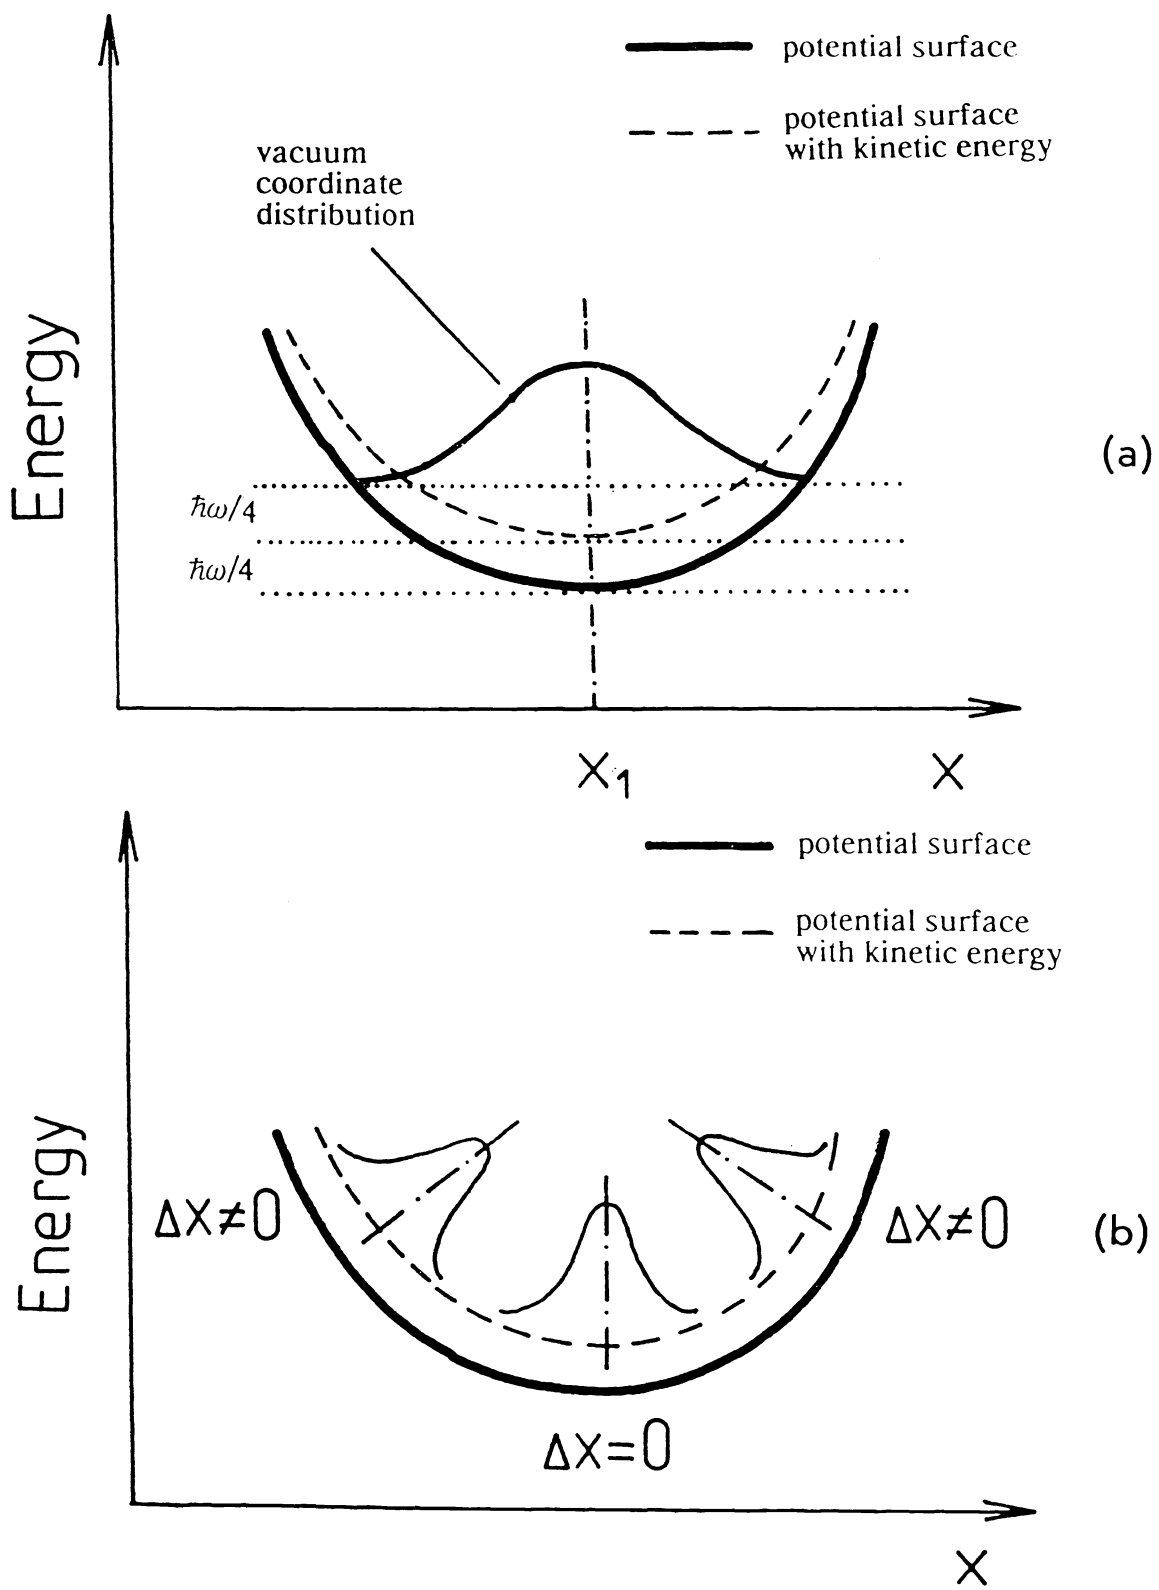 potential surface
potential surface
with kinetic energy
vacuum
coordinate
distribution
Energy
(a)
ħω/4
ħω/4
X₁
X
potential surface
potential surface
with kinetic energy
Energy
ΔX≠0
ΔX≠0
(b)
ΔX=0
X